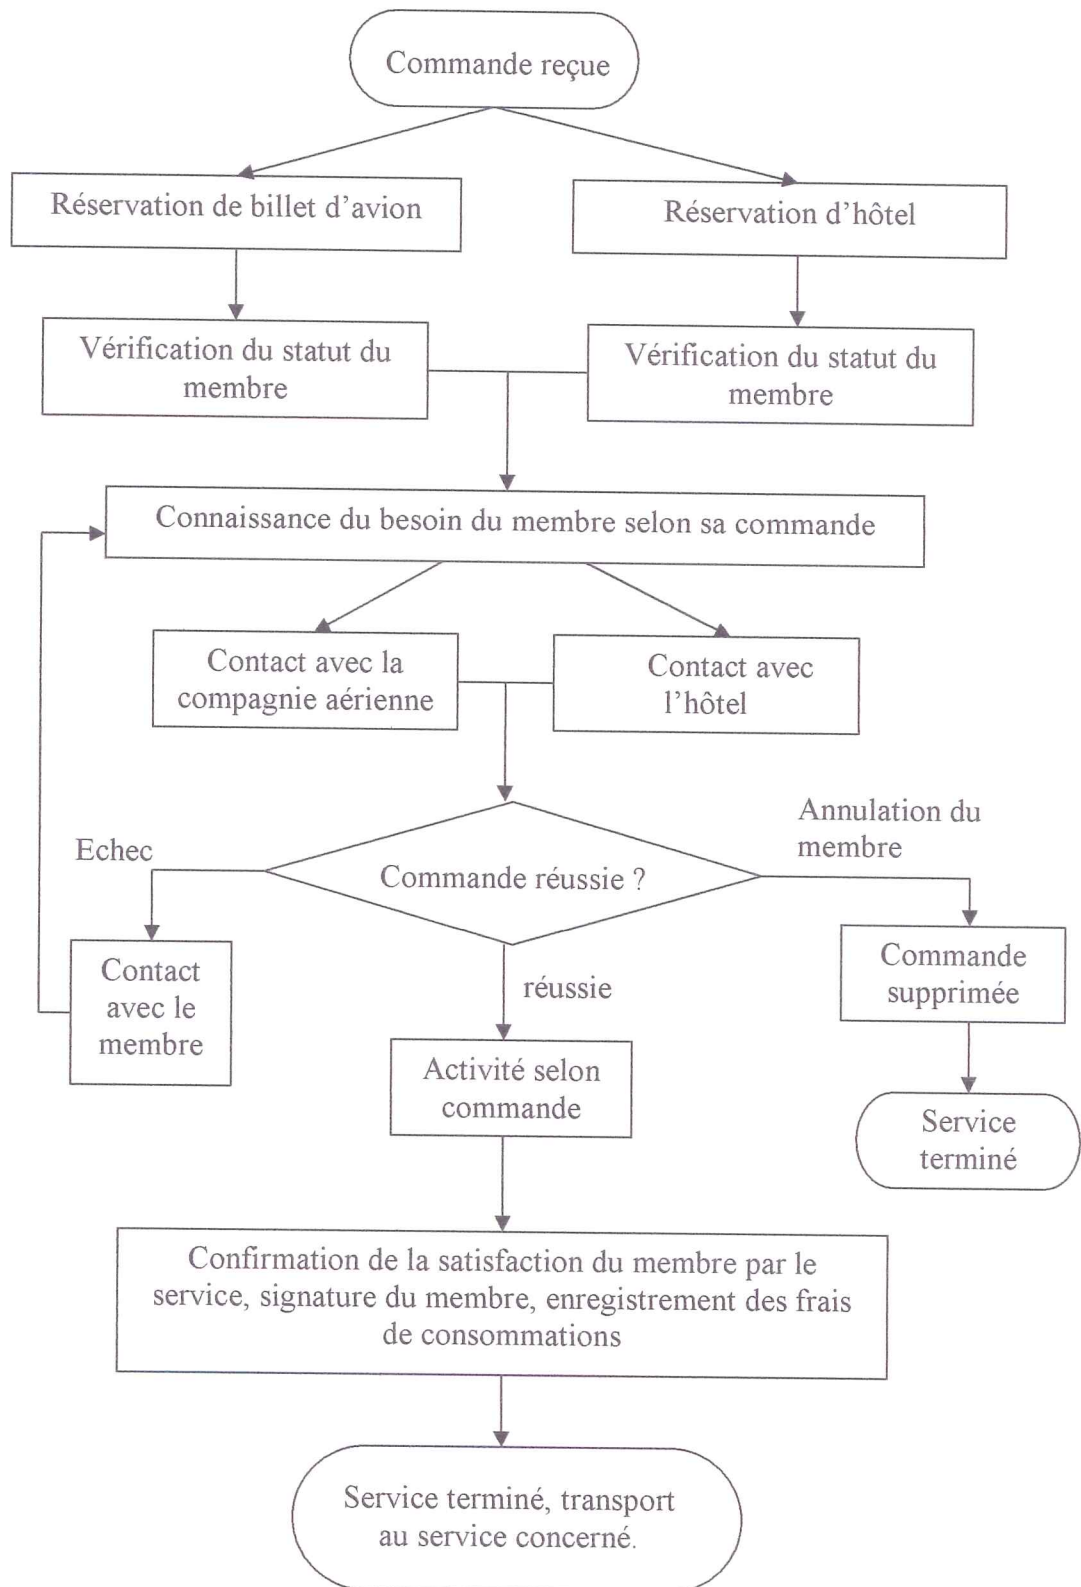 Commande reçue
Réservation de billet d'avion
Réservation d'hôtel
Vérification du statut du
membre
Vérification du statut du
membre
Connaissance du besoin du membre selon sa commande
Contact avec la
compagnie aérienne
Contact avec
l'hôtel
Annulation du
membre
Echec
Commande réussie ?
Contact
avec le
membre
réussie
Commande
supprimée
Activité selon
commande
Service
terminé
Confirmation de la satisfaction du membre par le
service, signature du membre, enregistrement des frais
de consommations
Service terminé, transport
au service concerné.